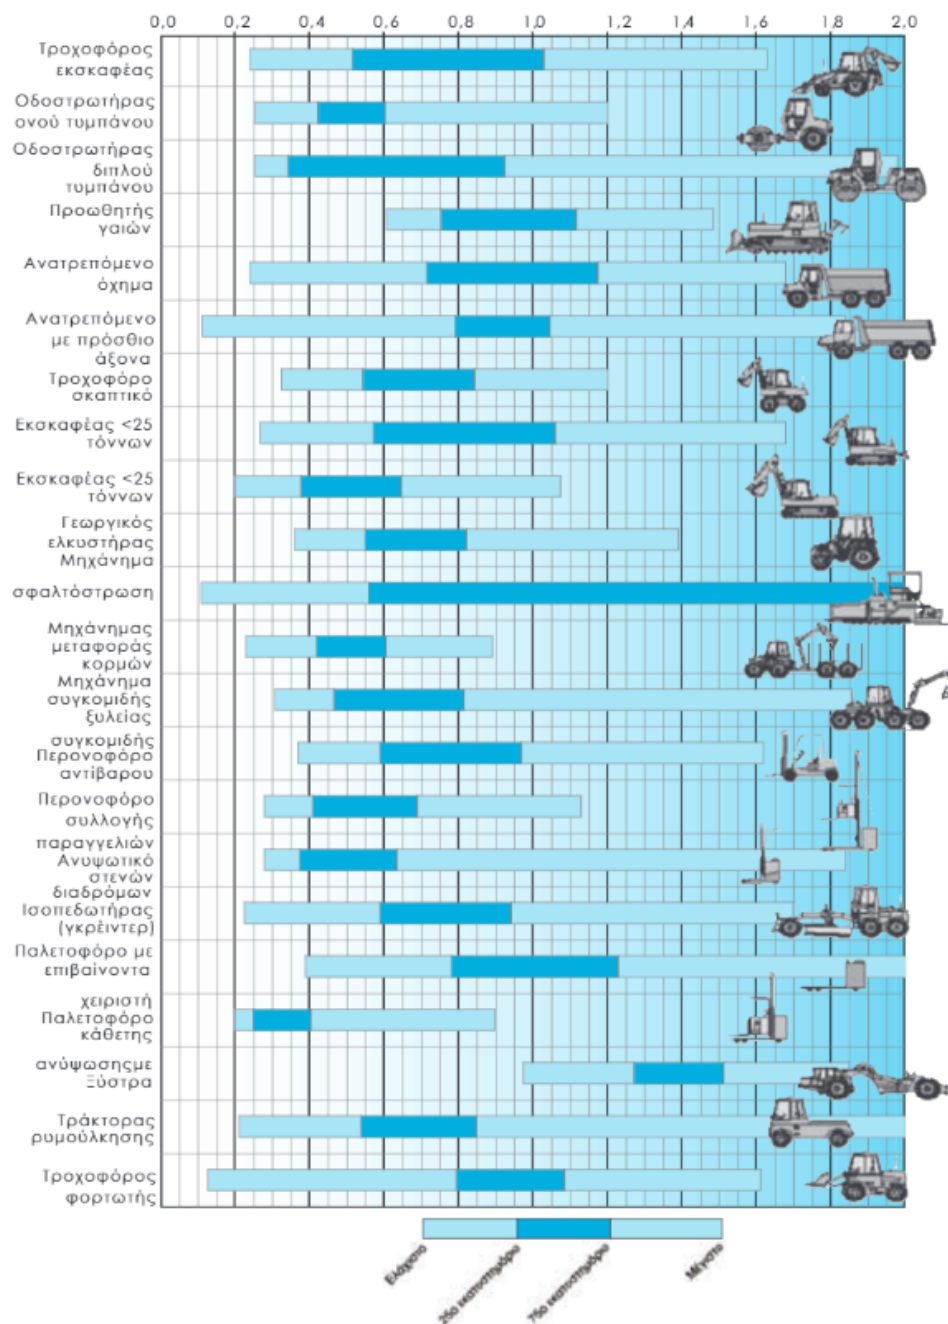 0,0 0,2 0,4 0,6 0,8 1,0 1,2 1,4 1,6 1,8 2,0
Τροχοφόρος
εκσκαφέας
Οδοστρωτήρας
ονού τυμπάνου
Οδοστρωτήρας
διπλού
τυμπάνου
Προωθητής
γαιών
Ανατρεπόμενο
όχημα
Ανατρεπόμενο
με πρόσθιο
άξονα
Τροχοφόρο
σκαπτικό
Εκσκαφέας <25
τόννων
Εκσκαφέας <25
τόννων
Γεωργικός
ελκυστήρας
Μηχάνημα
σφαλτόστρωση
Μηχάνημας
μεταφοράς
κορμών
Μηχάνημα
συγκομιδής
ξυλείας
συγκομιδής
Περονοφόρο
αντίβαρου
Περονοφόρο
συλλογής
παραγγελιών
Ανυψωτικό
στενών
διαδρόμων
Ισοπεδωτήρας
(γκρέιντερ)
Παλετοφόρο με
επιβαίνοντα
χειριστή
Παλετοφόρο
κάθετης
ανύψωσηςμε
Ξύστρα
Τράκτορας
ρυμούλκησης
Τροχοφόρος
φορτωτής
Ελάχιστο
25ο εκατοστημόριο
75ο εκατοστημόριο
Μέγιστο